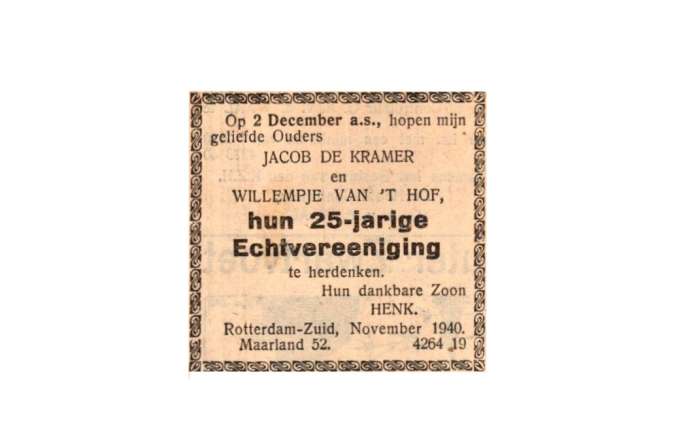 Op 2 December a.s., hopen mijn
geliefde Ouders
JACOB DE KRAMER
en
WILLEMPJE VAN 'T HOF,
hun 25-jarige
Echtvereeniging
te herdenken.
Hun dankbare Zoon
HENK.
Rotterdam-Zuid, November 1940.
Maarland 52. 4264 19